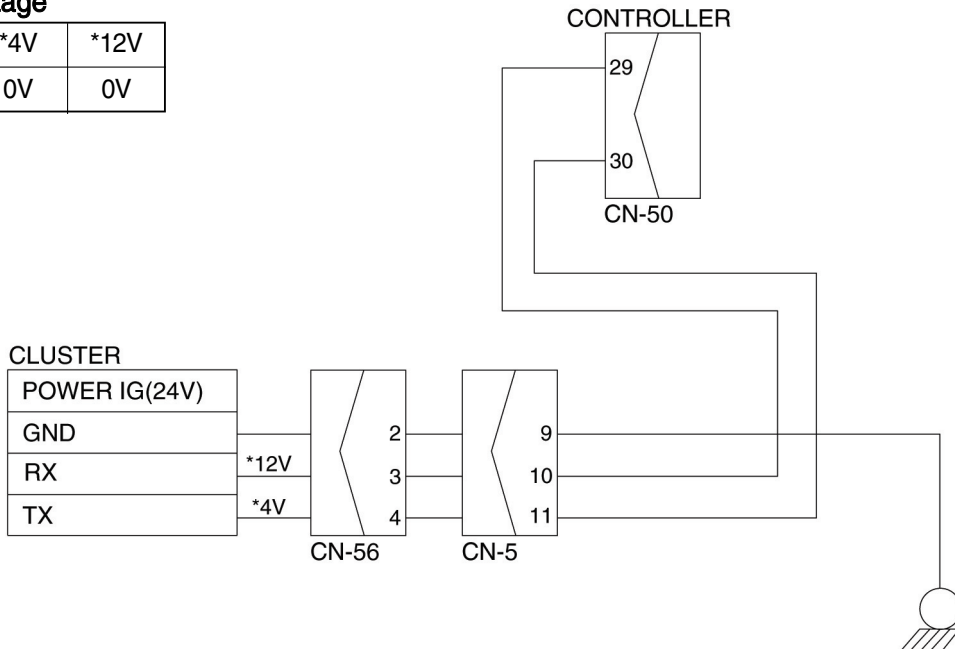 *4V *12V
0V 0V
CONTROLLER
29
30
CN-50
CLUSTER
POWER IG(24V)
GND
RX
TX
*12V
*4V
2
3
4
CN-56
9
10
11
CN-5